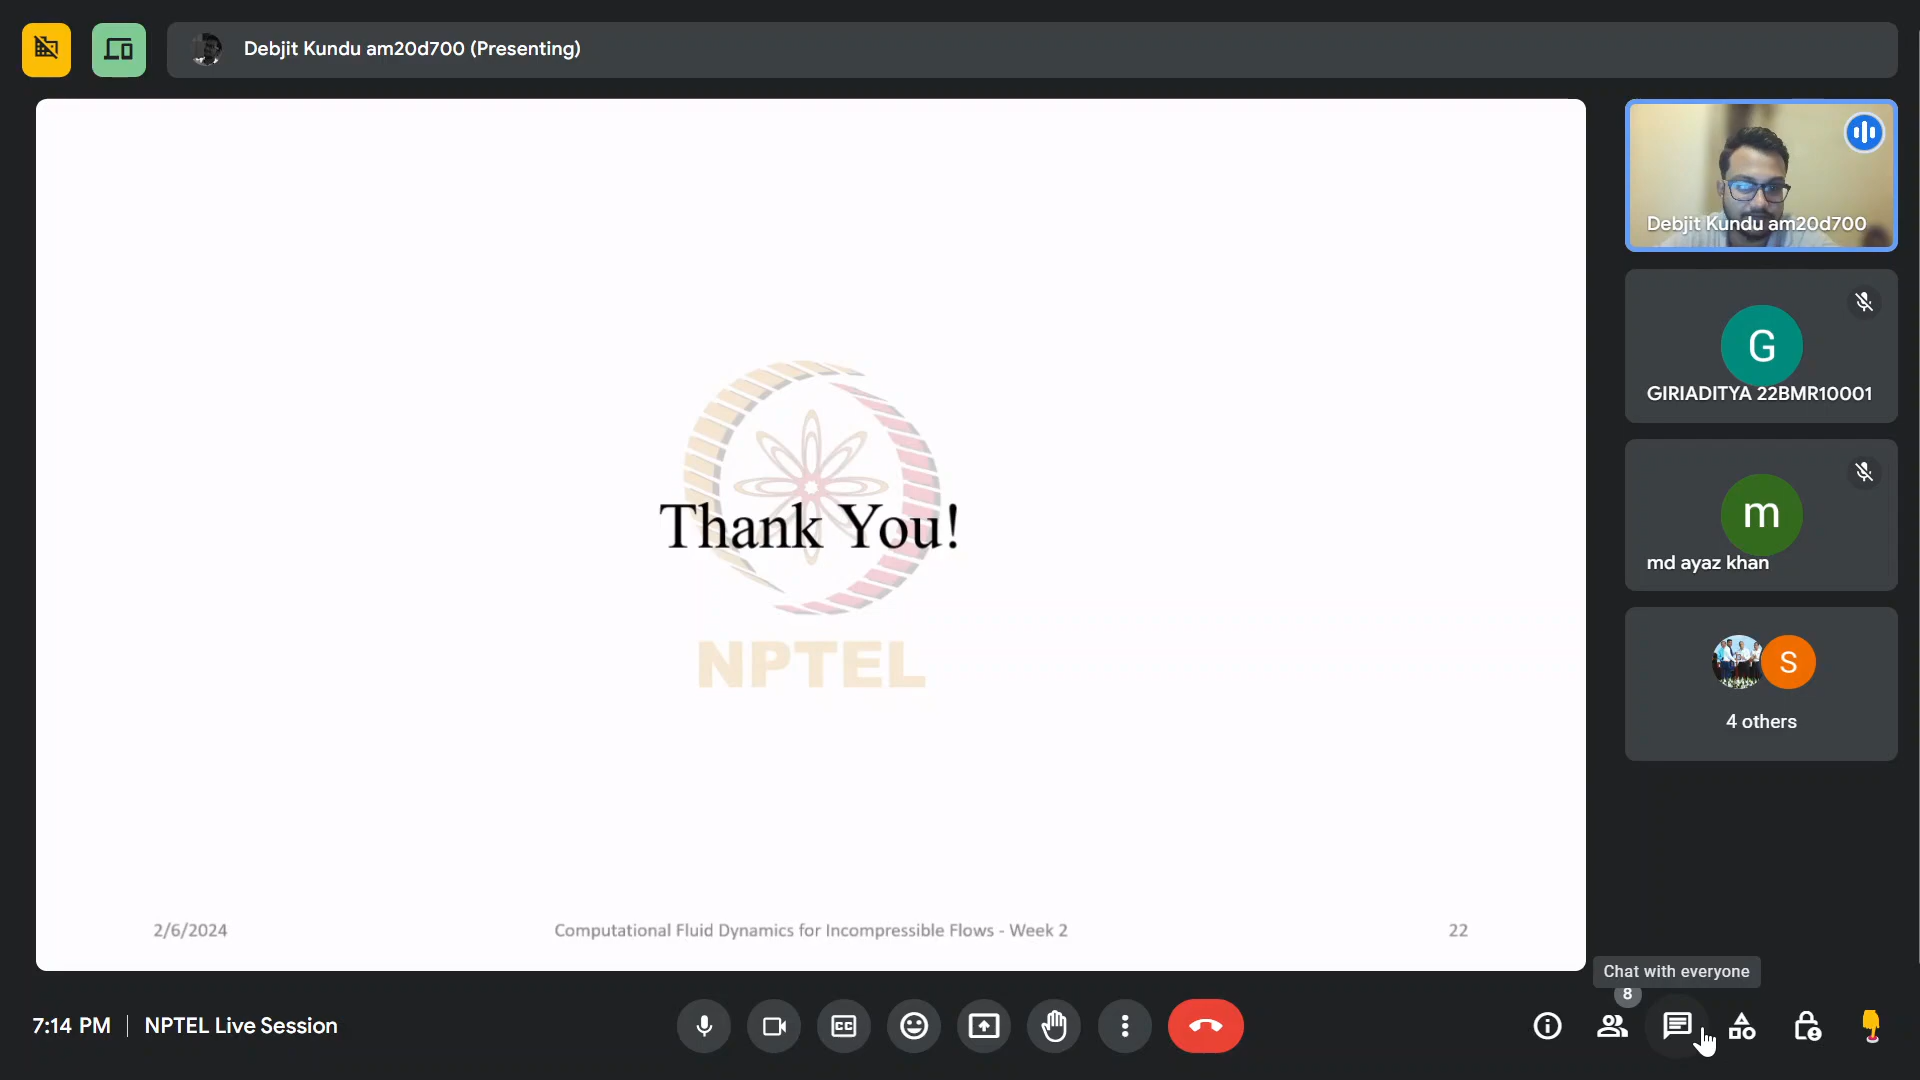 Debjit Kundu am20d700 (Presenting)
Debjit Kundu am20d700
G
GIRIADITYA 22BMR10001
m
md ayaz khan
S
4 others
Thank You!
NPTEL
2/6/2024
Computational Fluid Dynamics for Incompressible Flows - Week 2
22
Chat with everyone
8
7:14 PM
NPTEL Live Session
CC